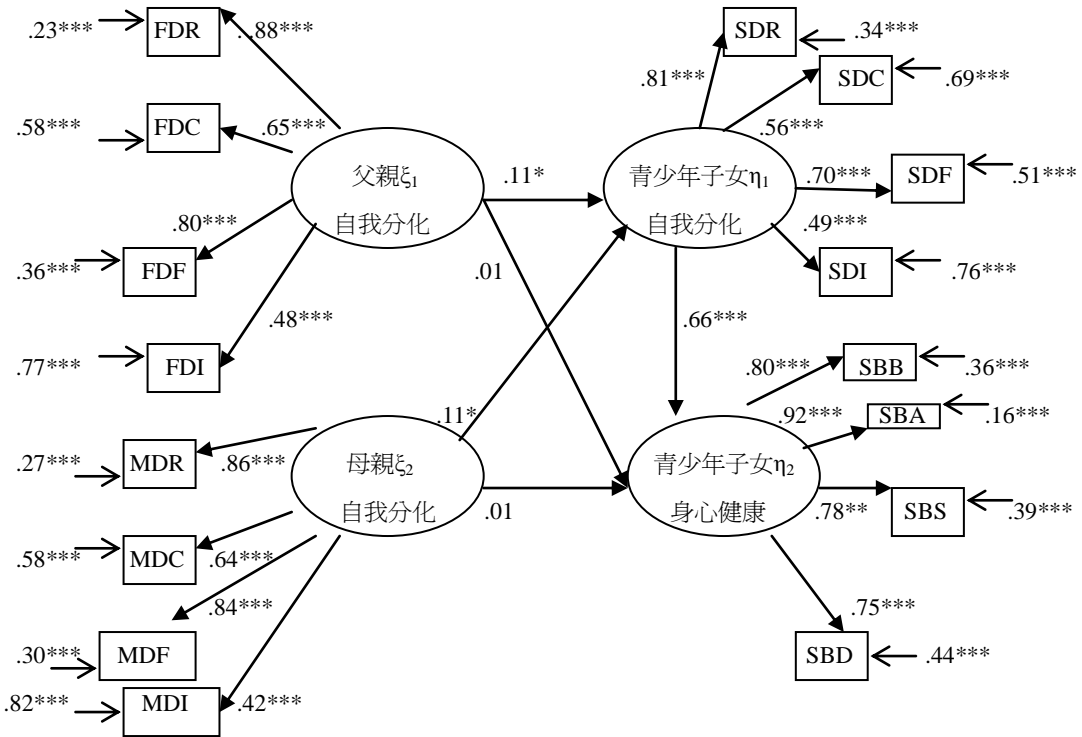 .23***
FDR
.88***
SDR
.34***
.81***
SDC
.69***
.58***
FDC
.65***
.56***
父親ξ₁
自我分化
.11*
青少年子女η₁
自我分化
.70***
SDF
.51***
.80***
.49***
.36***
FDF
.01
SDI
.76***
.48***
.66***
.77***
FDI
.80***
SBB
.36***
.11*
.92***
SBA
.16***
.27***
MDR
.86***
母親ξ₂
自我分化
.01
青少年子女η₂
身心健康
.78**
SBS
.39***
.58***
MDC
.64***
.84***
.75***
.30***
MDF
SBD
.44***
.82***
MDI
.42***